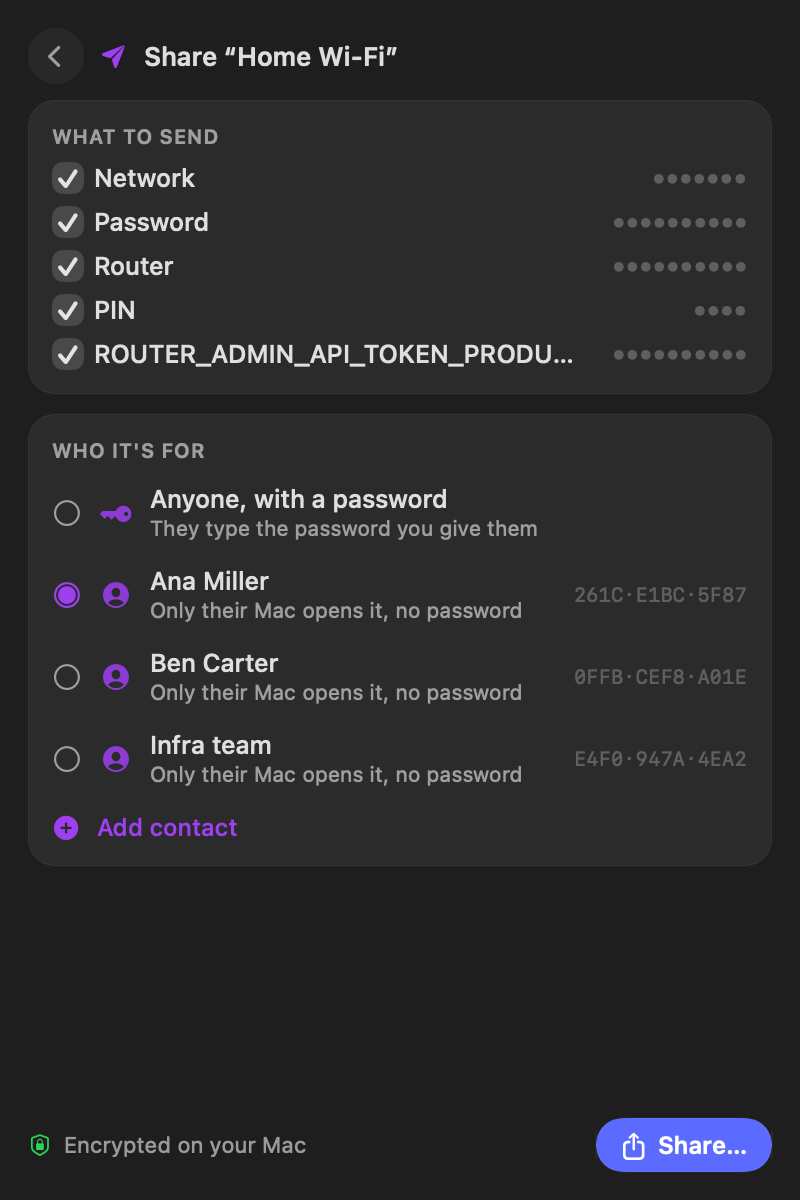 Share “Home Wi-Fi”
WHAT TO SEND
Network •••••••
Password ••••••••••
Router ••••••••••
PIN ••••
ROUTER_ADMIN_API_TOKEN_PRODU... ••••••••••
WHO IT'S FOR
Anyone, with a password
They type the password you give them
Ana Miller
Only their Mac opens it, no password
261C·E1BC·5F87
Ben Carter
Only their Mac opens it, no password
0FFB·CEF8·A01E
Infra team
Only their Mac opens it, no password
E4F0·947A·4EA2
Add contact
Encrypted on your Mac
Share...